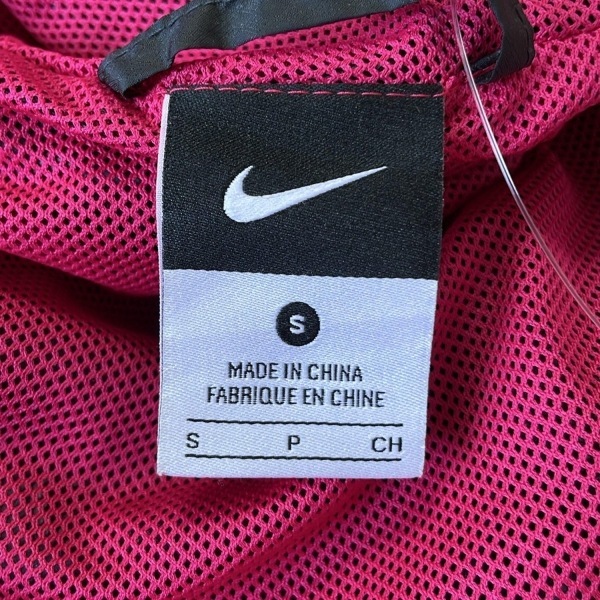 S
MADE IN CHINA
FABRIQUE EN CHINE
S P CH